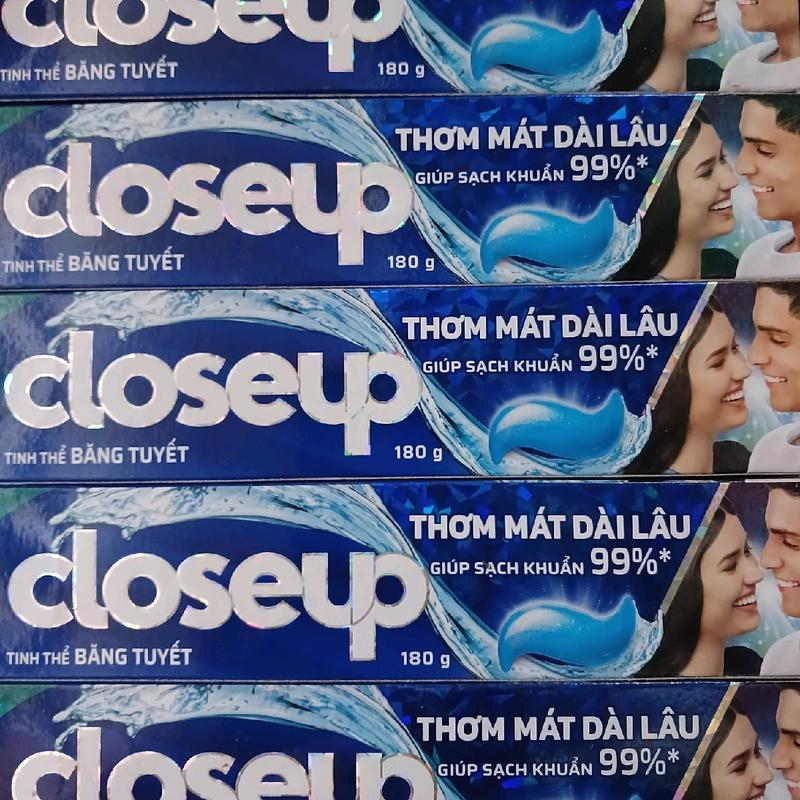 closeup
TINH THỂ BĂNG TUYẾT
180 g
THƠM MÁT DÀI LÂU
GIÚP SẠCH KHUẨN 99%*
closeup
TINH THỂ BĂNG TUYẾT
180 g
THƠM MÁT DÀI LÂU
GIÚP SẠCH KHUẨN 99%*
closeup
TINH THỂ BĂNG TUYẾT
180 g
THƠM MÁT DÀI LÂU
GIÚP SẠCH KHUẨN 99%*
closeup
TINH THỂ BĂNG TUYẾT
180 g
THƠM MÁT DÀI LÂU
GIÚP SẠCH KHUẨN 99%*
closeup